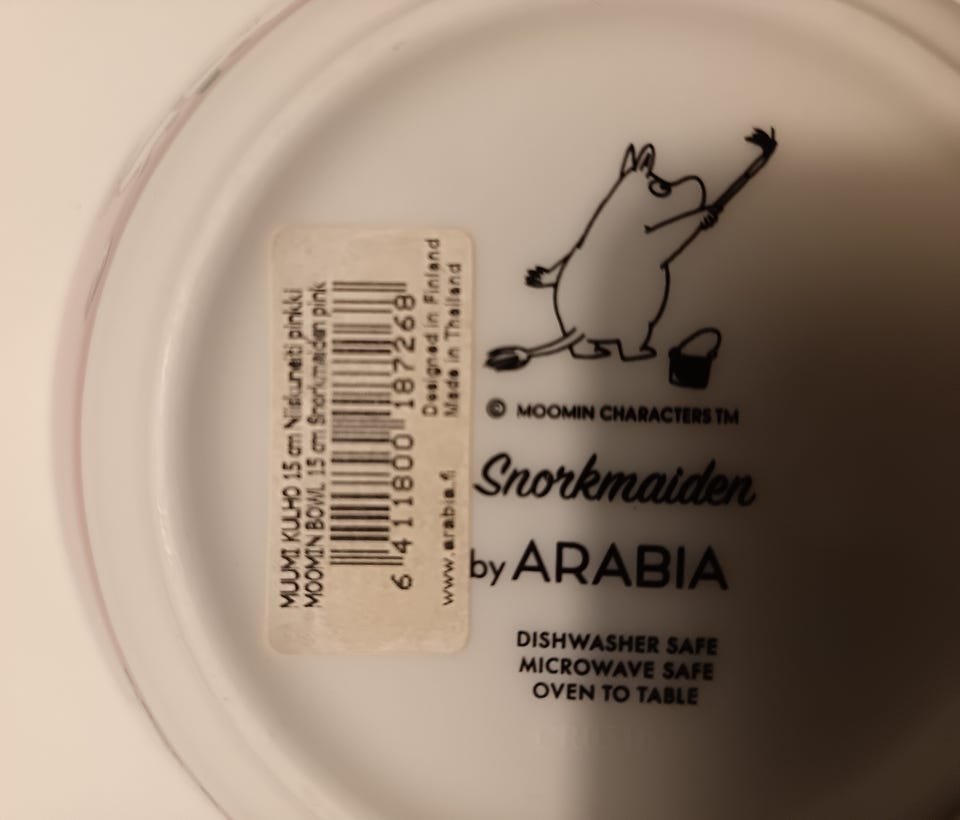 MUUMI KULHO 15 cm Niiskuneiti pinkki
MOOMIN BOWL 15 cm Snorkmaiden pink
6 411800 187268
Designed in Finland
www.arabia.fi Made in Thailand
© MOOMIN CHARACTERS TM
Snorkmaiden
by ARABIA
DISHWASHER SAFE
MICROWAVE SAFE
OVEN TO TABLE